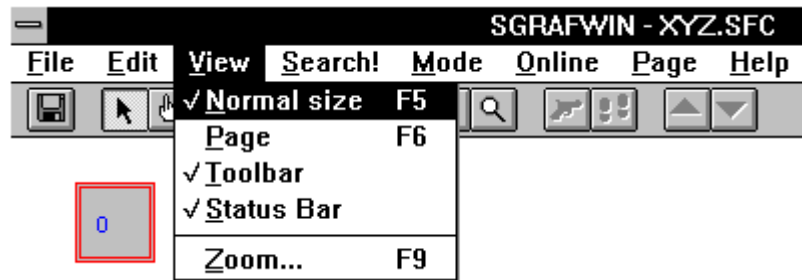 SGRAFWIN - XYZ.SFC
File Edit View Search! Mode Online Page Help
✓ Normal size F5
Page F6
✓ Toolbar
✓ Status Bar
0
Zoom... F9